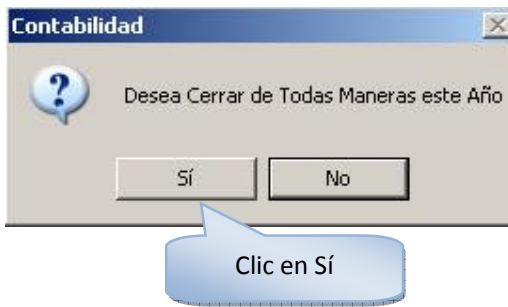 Contabilidad
Desea Cerrar de Todas Maneras este Año
Sí
No
Clic en Sí